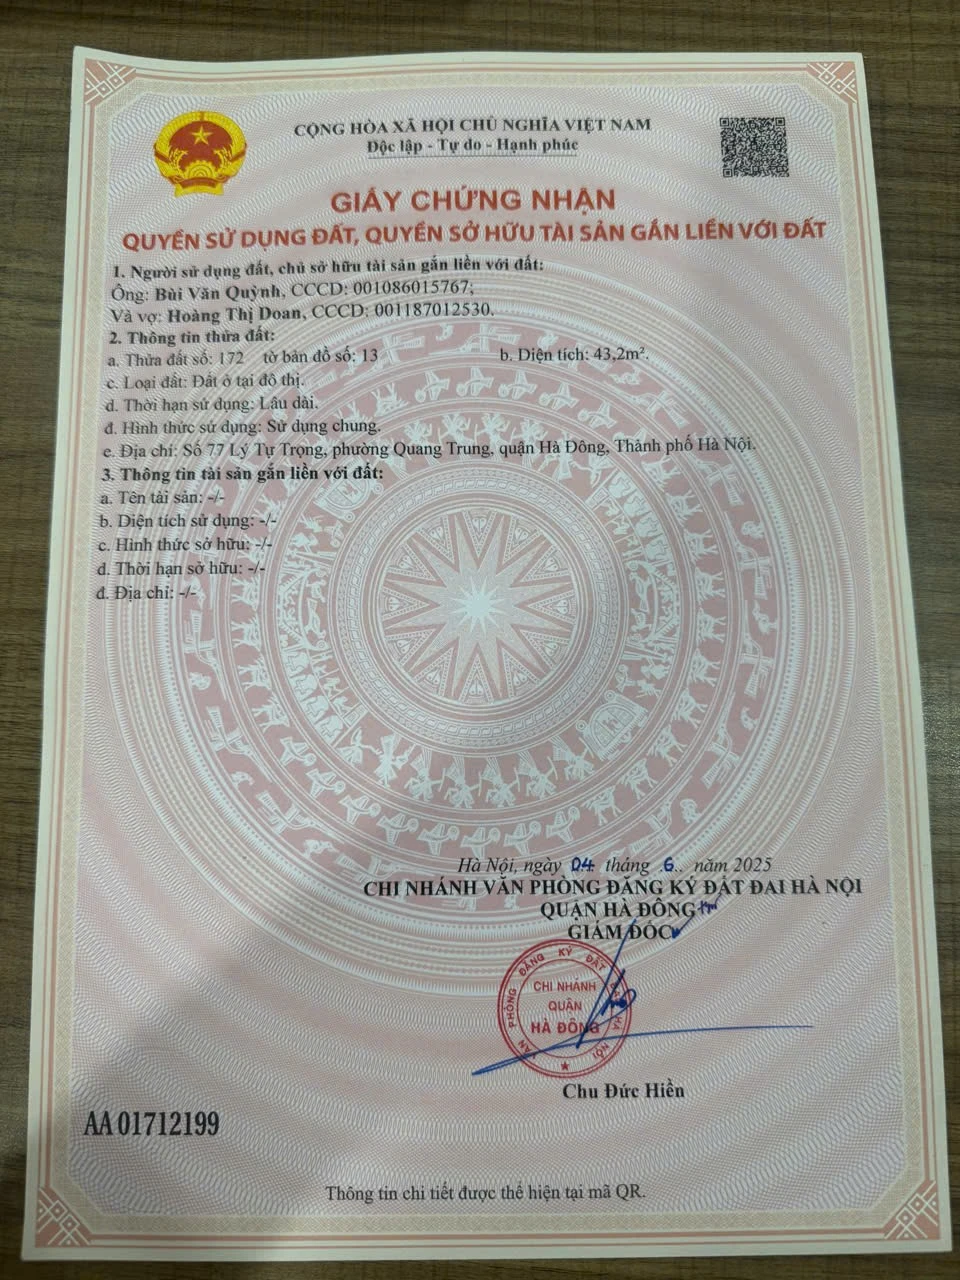 CỘNG HÒA XÃ HỘI CHỦ NGHĨA VIỆT NAM
Độc lập - Tự do - Hạnh phúc
GIẤY CHỨNG NHẬN
QUYỀN SỬ DỤNG ĐẤT, QUYỀN SỞ HỮU TÀI SẢN GẮN LIỀN VỚI ĐẤT
1. Người sử dụng đất, chủ sở hữu tài sản gắn liền với đất:
Ông: Bùi Văn Quỳnh, CCCD: 001086015767;
Và vợ: Hoàng Thị Doan, CCCD: 001187012530.
2. Thông tin thửa đất:
a. Thửa đất số: 172 tờ bản đồ số: 13 b. Diện tích: 43,2m².
c. Loại đất: Đất ở tại đô thị.
d. Thời hạn sử dụng: Lâu dài.
đ. Hình thức sử dụng: Sử dụng chung.
e. Địa chỉ: Số 77 Lý Tự Trọng, phường Quang Trung, quận Hà Đông, Thành phố Hà Nội.
3. Thông tin tài sản gắn liền với đất:
a. Tên tài sản: -/-
b. Diện tích sử dụng: -/-
c. Hình thức sở hữu: -/-
d. Thời hạn sở hữu: -/-
đ. Địa chỉ: -/-
Hà Nội, ngày 04 tháng 6 năm 2025
CHI NHÁNH VĂN PHÒNG ĐĂNG KÝ ĐẤT ĐAI HÀ NỘI
QUẬN HÀ ĐÔNG
GIÁM ĐỐC
PHÒNG ĐĂNG KÝ ĐẤT ĐAI HÀ NỘI
CHI NHÁNH
QUẬN
HÀ ĐÔNG
Chu Đức Hiền
AA 01712199
Thông tin chi tiết được thể hiện tại mã QR.